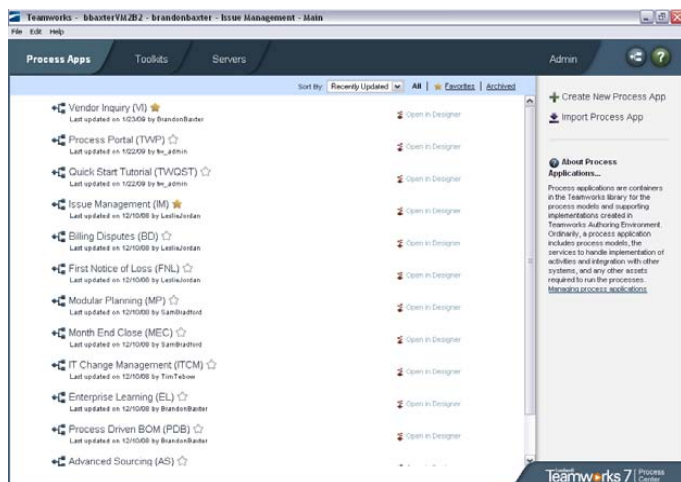 Teamworks - bbaxterVM2B2 - brandonbaxter - Issue Management - Main
File Edit Help
Process Apps Toolkits Servers Admin
Sort By: Recently Updated All Favorites Archived
Vendor Inquiry (VI)
Last updated on 1/23/09 by BrandonBaxter
Open in Designer
Process Portal (TWP)
Last updated on 1/22/09 by tw_admin
Open in Designer
Quick Start Tutorial (TWQST)
Last updated on 1/22/09 by tw_admin
Open in Designer
Issue Management (IM)
Last updated on 12/10/08 by LeslieJordan
Open in Designer
Billing Disputes (BD)
Last updated on 12/10/08 by LeslieJordan
Open in Designer
First Notice of Loss (FNL)
Last updated on 12/10/08 by LeslieJordan
Open in Designer
Modular Planning (MP)
Last updated on 12/10/08 by SamBradford
Open in Designer
Month End Close (MEC)
Last updated on 12/10/08 by SamBradford
Open in Designer
IT Change Management (ITCM)
Last updated on 12/10/08 by TimTebow
Open in Designer
Enterprise Learning (EL)
Last updated on 12/10/08 by BrandonBaxter
Open in Designer
Process Driven BOM (PDB)
Last updated on 12/10/08 by BrandonBaxter
Open in Designer
Advanced Sourcing (AS)
Open in Designer
Create New Process App
Import Process App
About Process
Applications...
Process applications are containers
in the Teamworks library for the
process models and supporting
implementations created in
Teamworks Authoring Environment.
Ordinarily, a process application
includes process models, the
services to handle implementation of
activities and integration with other
systems, and any other assets
required to run the processes.
Managing process applications
Teamworks 7 Process
Center